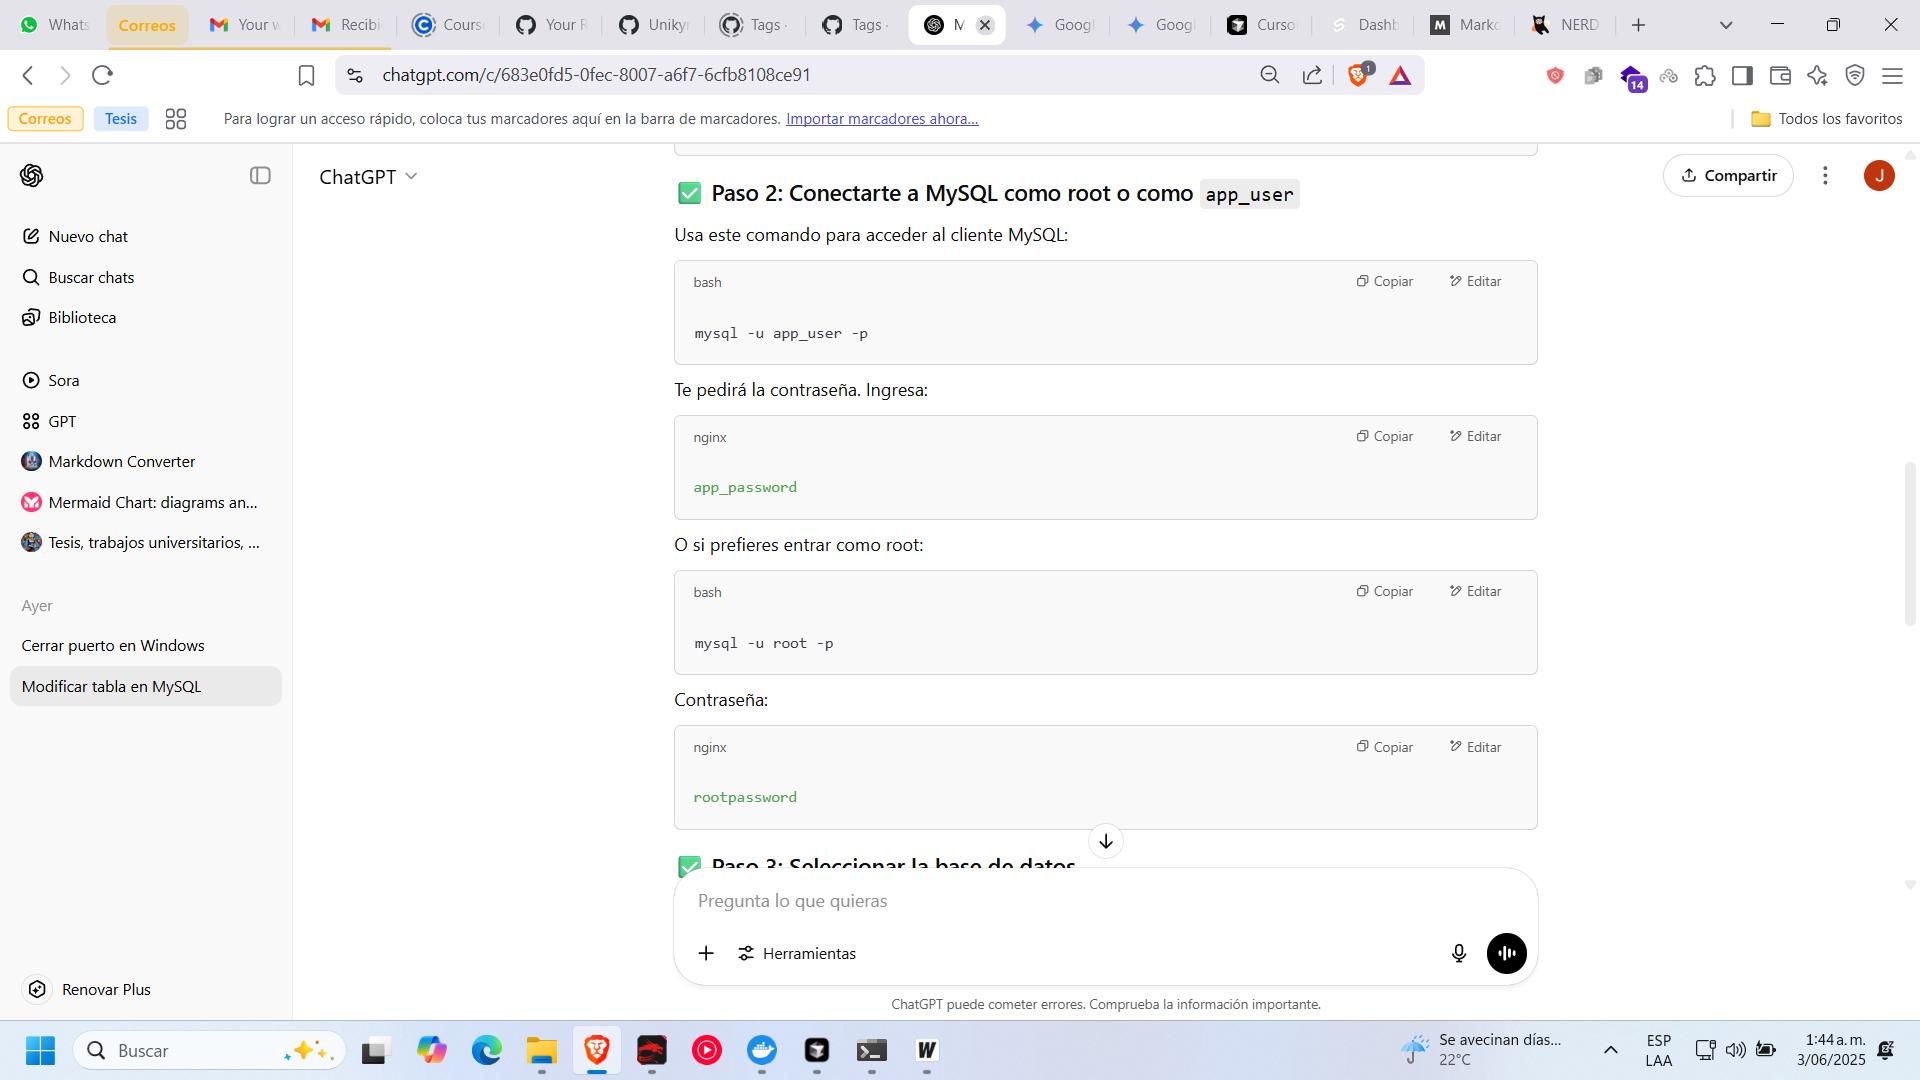 Whats
Correos
Your w
Recibi
Cours
Your R
Uniky
Tags ·
Tags ·
M
Googl
Googl
Curso
Dashb
Marko
NERD
chatgpt.com/c/683e0fd5-0fec-8007-a6f7-6cfb8108ce91
1
14
Correos
Tesis
Para lograr un acceso rápido, coloca tus marcadores aquí en la barra de marcadores. Importar marcadores ahora...
Todos los favoritos
ChatGPT
Compartir
J
Nuevo chat
Buscar chats
Biblioteca
Sora
GPT
Markdown Converter
Mermaid Chart: diagrams an...
Tesis, trabajos universitarios, ...
Ayer
Cerrar puerto en Windows
Modificar tabla en MySQL
Renovar Plus
Paso 2: Conectarte a MySQL como root o como app_user
Usa este comando para acceder al cliente MySQL:
bash
Copiar
Editar
mysql -u app_user -p
Te pedirá la contraseña. Ingresa:
nginx
Copiar
Editar
app_password
O si prefieres entrar como root:
bash
Copiar
Editar
mysql -u root -p
Contraseña:
nginx
Copiar
Editar
rootpassword
Paso 3: Seleccionar la base de datos
Pregunta lo que quieras
Herramientas
ChatGPT puede cometer errores. Comprueba la información importante.
Buscar
W
Se avecinan días...
22°C
ESP
LAA
1:44 a. m.
3/06/2025